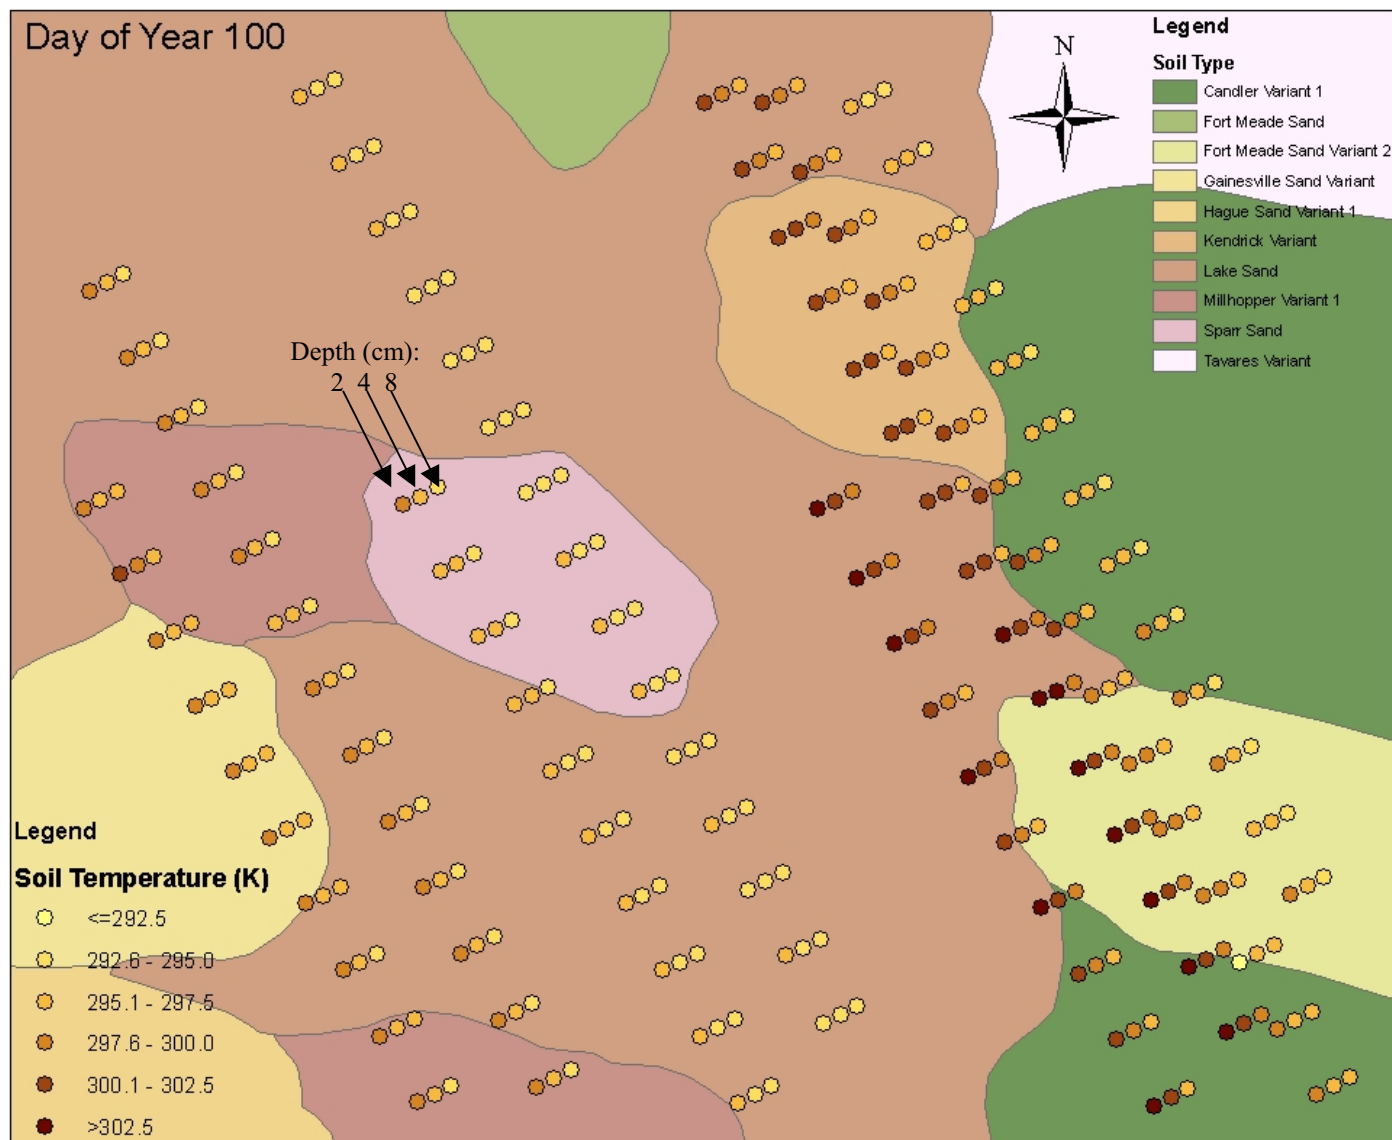 Day of Year 100
N
Legend
Soil Type
Candler Variant 1
Fort Meade Sand
Fort Meade Sand Variant 2
Gainesville Sand Variant
Hague Sand Variant 1
Kendrick Variant
Lake Sand
Millhopper Variant 1
Sparr Sand
Tavares Variant
Depth (cm):
2 4 8
Legend
Soil Temperature (K)
<=292.5
292.6 - 295.0
295.1 - 297.5
297.6 - 300.0
300.1 - 302.5
>302.5